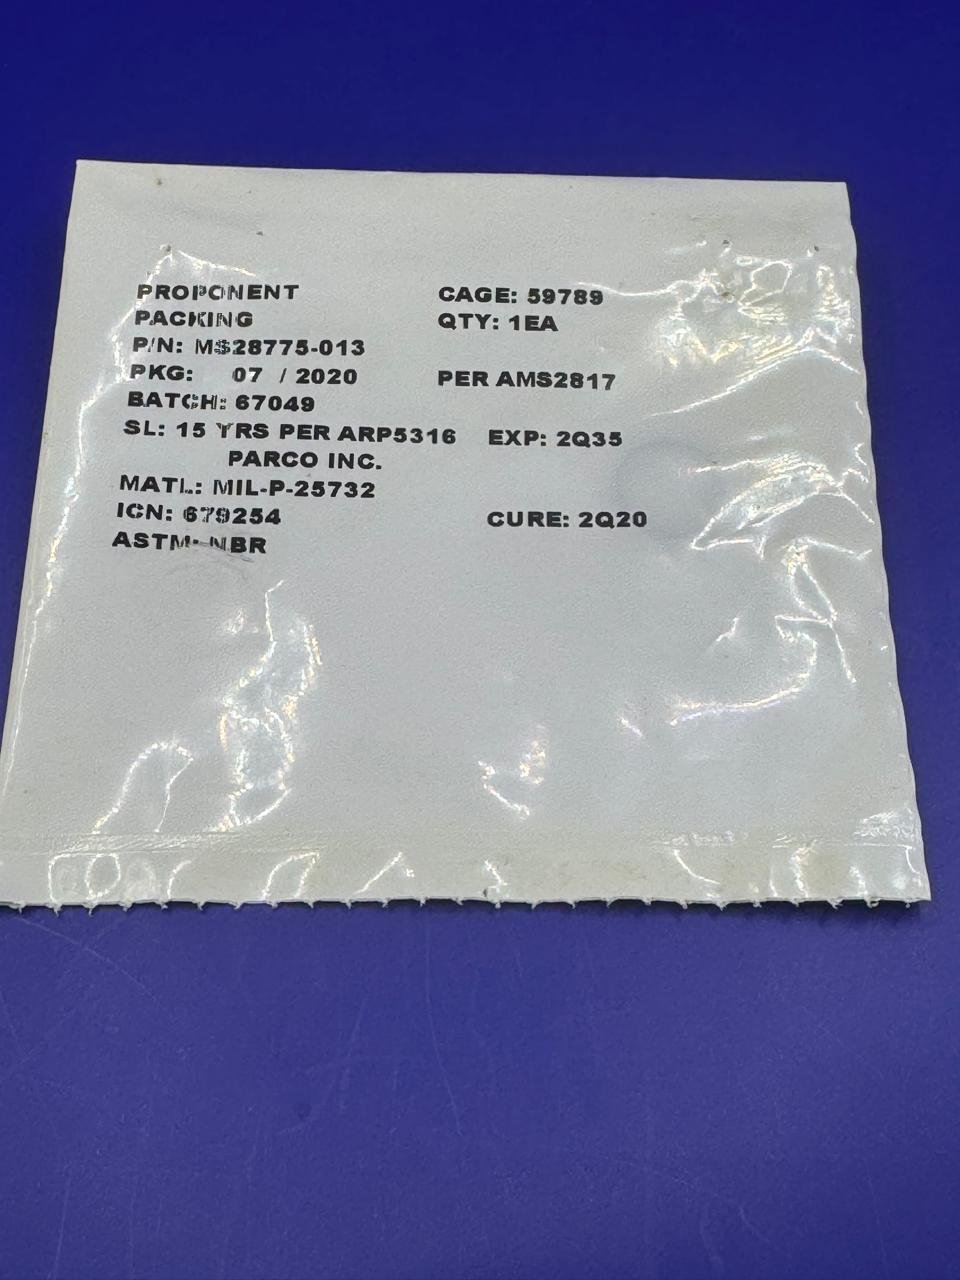 PROPONENT CAGE: 59789
PACKING QTY: 1EA
P/N: MS28775-013
PKG: 07 / 2020 PER AMS2817
BATCH: 67049
SL: 15 YRS PER ARP5316 EXP: 2Q35
PARCO INC.
MATL: MIL-P-25732
ICN: 679254 CURE: 2Q20
ASTM: NBR